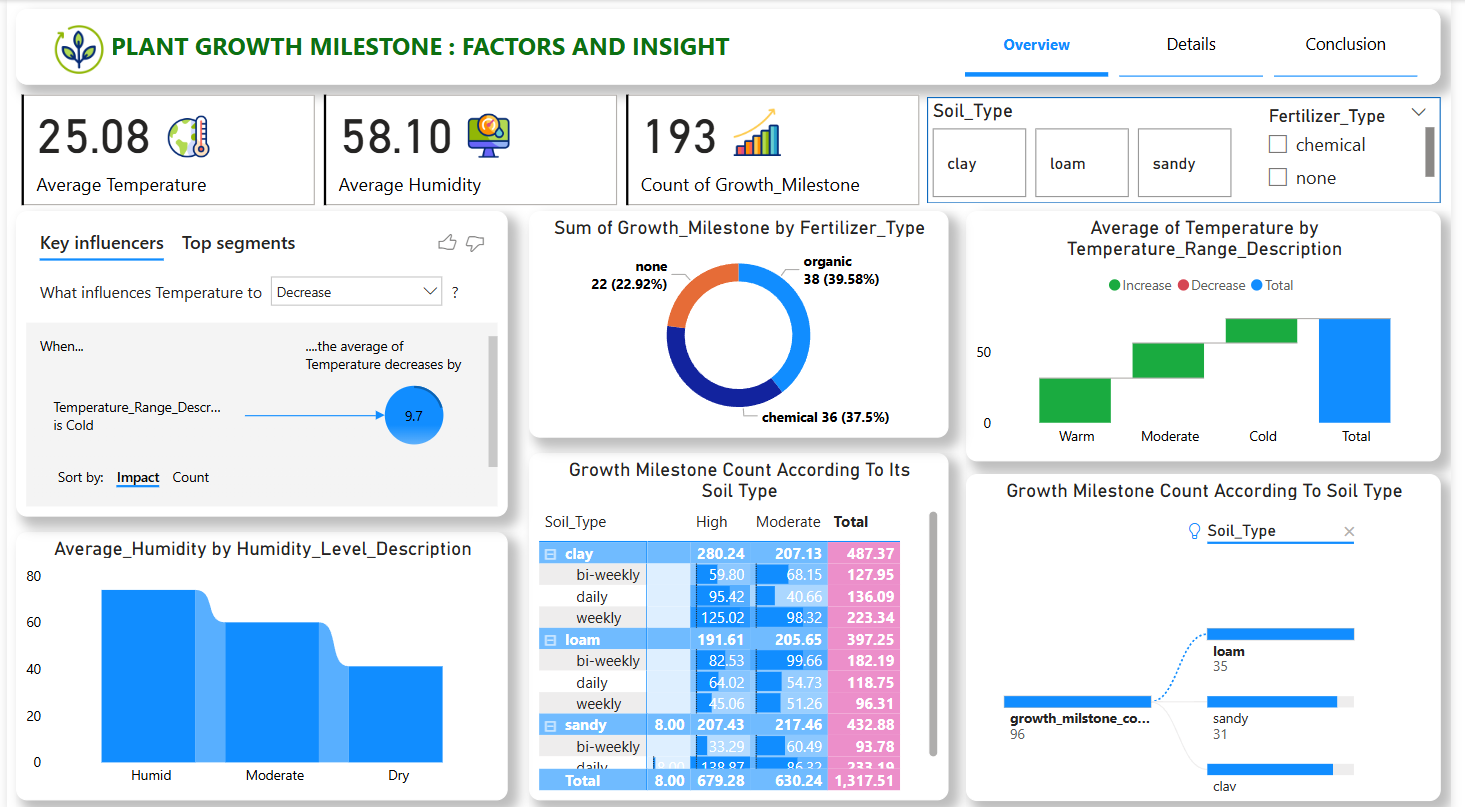 PLANT GROWTH MILESTONE : FACTORS AND INSIGHT
Overview
Details
Conclusion
25.08
Average Temperature
58.10
Average Humidity
193
Count of Growth_Milestone
Soil_Type
clay
loam
sandy
Fertilizer_Type
chemical
none
Key influencers
Top segments
What influences Temperature to
Decrease
?
When...
....the average of
Temperature decreases by
Temperature_Range_Descr...
is Cold
9.7
Sort by:
Impact
Count
Sum of Growth_Milestone by Fertilizer_Type
none
22 (22.92%)
organic
38 (39.58%)
chemical 36 (37.5%)
Average of Temperature by
Temperature_Range_Description
Increase
Decrease
Total
50
0
Warm
Moderate
Cold
Total
Average_Humidity by Humidity_Level_Description
80
60
40
20
0
Humid
Moderate
Dry
Growth Milestone Count According To Its
Soil Type
Soil_Type High Moderate Total
clay 280.24 207.13 487.37
bi-weekly 59.80 68.15 127.95
daily 95.42 40.66 136.09
weekly 125.02 98.32 223.34
loam 191.61 205.65 397.25
bi-weekly 82.53 99.66 182.19
daily 64.02 54.73 118.75
weekly 45.06 51.26 96.31
sandy 8.00 207.43 217.46 432.88
bi-weekly 33.29 60.49 93.78
daily 8.00 138.87 86.32 233.19
Total 8.00 679.28 630.24 1,317.51
Growth Milestone Count According To Soil Type
Soil_Type
growth_milstone_co...
96
loam
35
sandy
31
clay